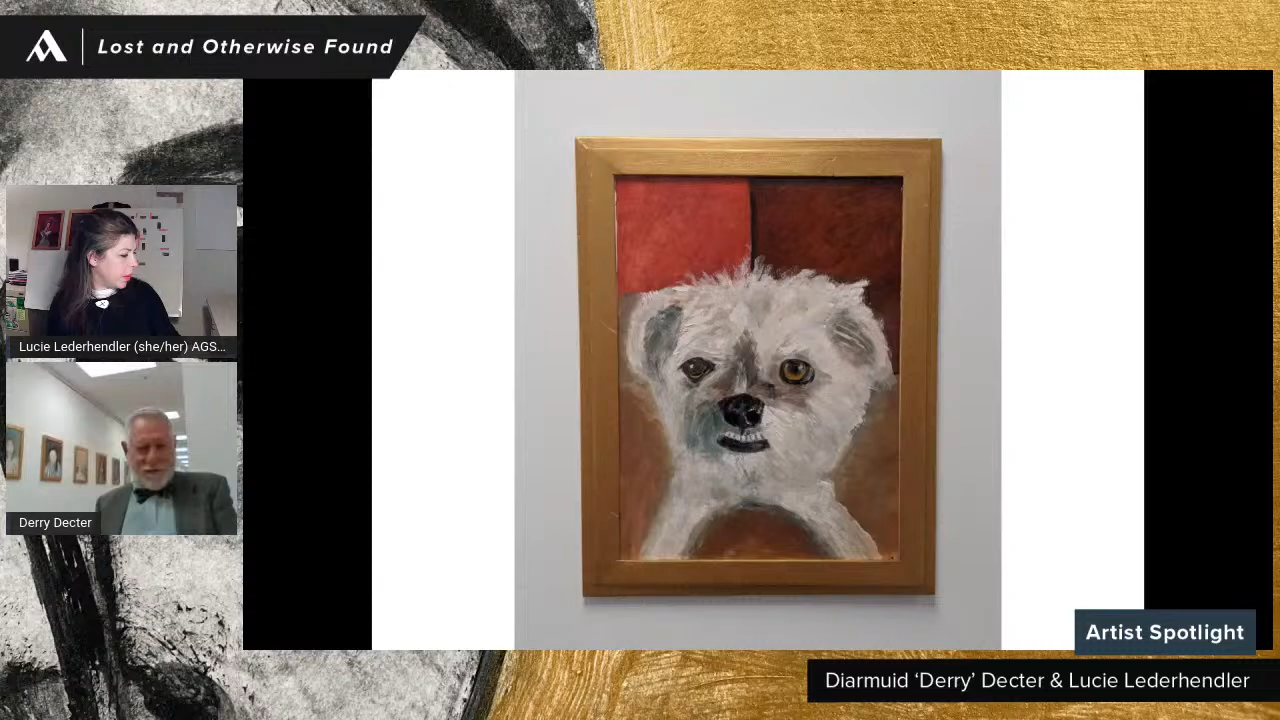 Lost and Otherwise Found
Lucie Lederhendler (she/her) AGS...
Derry Decter
Artist Spotlight
Diarmuid ‘Derry’ Decter & Lucie Lederhendler